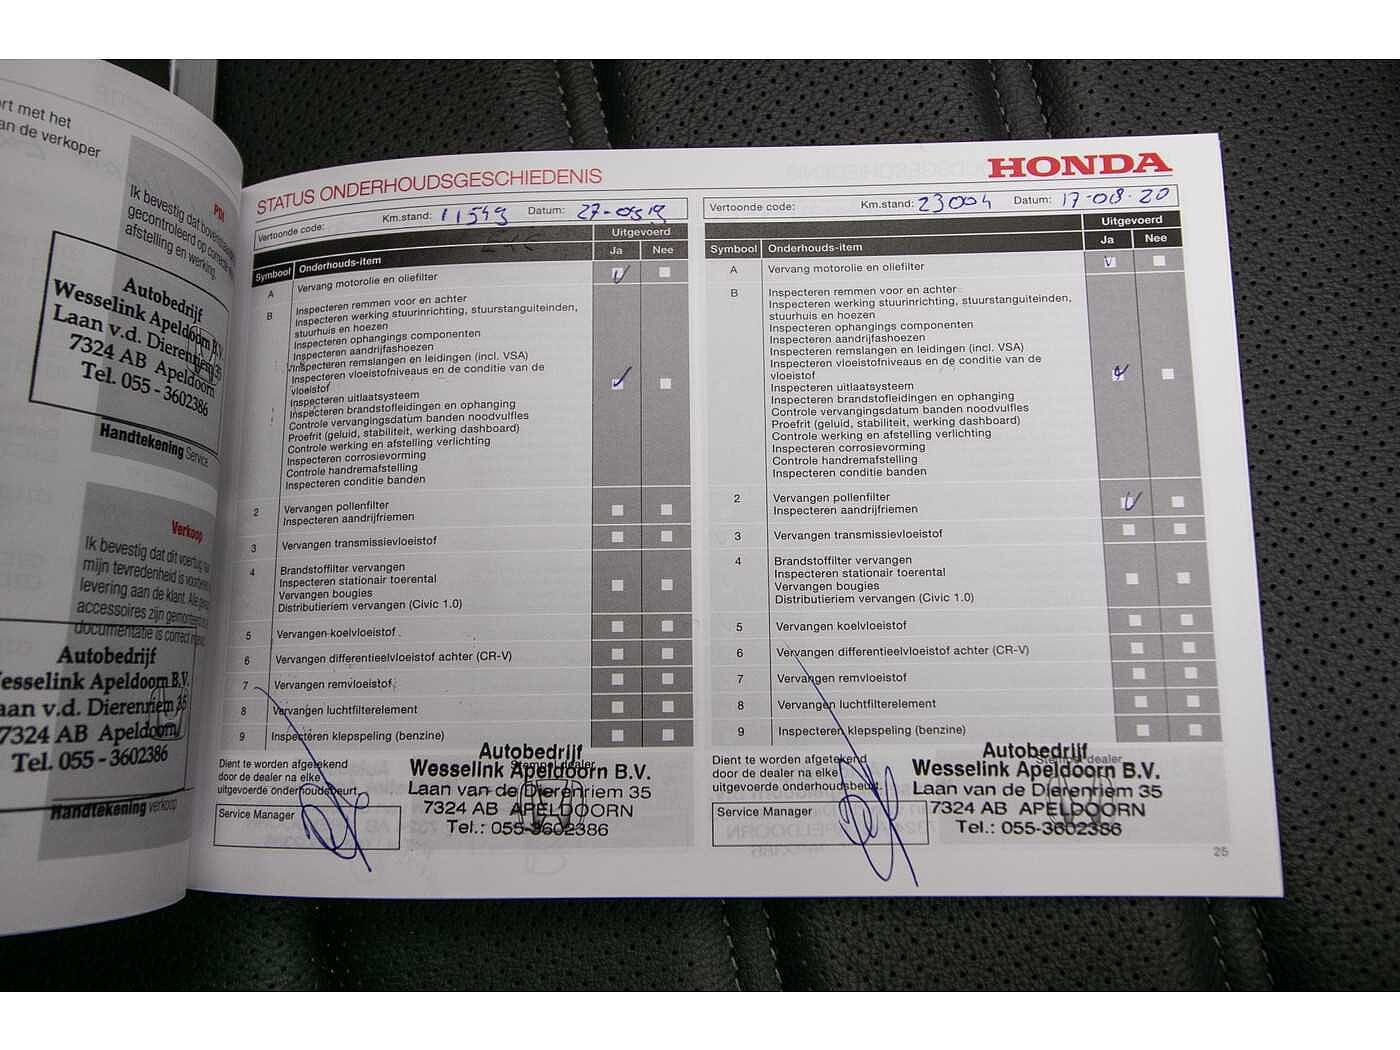 ort met het
an de verkoper
PDI
Ik bevestig dat
gecontroleerd op correcte
afstelling en werking.
Autobedrijf
Wesselink Apeldoorn B.V.
Laan v.d. Dierenriem 35
7324 AB Apeldoorn
Tel. 055 - 3602386
Handtekening Service
Verkoop
Ik bevestig dat dit voertuig
mijn tevredenheid is
levering aan de klant. Alle
accessoires zijn
documentatie is correct
Autobedrijf
esselink Apeldoorn B.V.
aan v.d. Dierenriem 35
7324 AB Apeldoorn
Tel. 055 - 3602386
Handtekening verkoop
STATUS ONDERHOUDSGESCHIEDENIS
HONDA
Vertoonde code: Km.stand: 11549 Datum: 27-0519
Uitgevoerd
Symbool Onderhouds-item Ja Nee
A Vervang motorolie en oliefilter
B Inspecteren remmen voor en achter
Inspecteren werking stuurinrichting, stuurstanguiteinden,
stuurhuis en hoezen
Inspecteren ophangings componenten
Inspecteren aandrijfashoezen
Inspecteren remslangen en leidingen (incl. VSA)
Inspecteren vloeistofniveaus en de conditie van de
vloeistof
Inspecteren uitlaatsysteem
Inspecteren brandstofleidingen en ophanging
Controle vervangingsdatum banden noodvulfles
Proefrit (geluid, stabiliteit, werking dashboard)
Controle werking en afstelling verlichting
Inspecteren corrosievorming
Controle handremafstelling
Inspecteren conditie banden
2 Vervangen pollenfilter
Inspecteren aandrijfriemen
3 Vervangen transmissievloeistof
4 Brandstoffilter vervangen
Inspecteren stationair toerental
Vervangen bougies
Distributieriem vervangen (Civic 1.0)
5 Vervangen koelvloeistof
6 Vervangen differentieelvloeistof achter (CR-V)
7 Vervangen remvloeistof
8 Vervangen luchtfilterelement
9 Inspecteren klepspeling (benzine)
Dient te worden afgetekend
door de dealer na elke
uitgevoerde onderhoudsbeurt.
Service Manager
Stempel dealer
Autobedrijf
Wesselink Apeldoorn B.V.
Laan van de Dierenriem 35
7324 AB APELDOORN
Tel.: 055-3602386
Vertoonde code: Km.stand: 23004 Datum: 17-08-20
Uitgevoerd
Symbool Onderhouds-item Ja Nee
A Vervang motorolie en oliefilter
B Inspecteren remmen voor en achter
Inspecteren werking stuurinrichting, stuurstanguiteinden,
stuurhuis en hoezen
Inspecteren ophangings componenten
Inspecteren aandrijfashoezen
Inspecteren remslangen en leidingen (incl. VSA)
Inspecteren vloeistofniveaus en de conditie van de
vloeistof
Inspecteren uitlaatsysteem
Inspecteren brandstofleidingen en ophanging
Controle vervangingsdatum banden noodvulfles
Proefrit (geluid, stabiliteit, werking dashboard)
Controle werking en afstelling verlichting
Inspecteren corrosievorming
Controle handremafstelling
Inspecteren conditie banden
2 Vervangen pollenfilter
Inspecteren aandrijfriemen
3 Vervangen transmissievloeistof
4 Brandstoffilter vervangen
Inspecteren stationair toerental
Vervangen bougies
Distributieriem vervangen (Civic 1.0)
5 Vervangen koelvloeistof
6 Vervangen differentieelvloeistof achter (CR-V)
7 Vervangen remvloeistof
8 Vervangen luchtfilterelement
9 Inspecteren klepspeling (benzine)
Dient te worden afgetekend
door de dealer na elke
uitgevoerde onderhoudsbeurt.
Service Manager
Stempel dealer
Autobedrijf
Wesselink Apeldoorn B.V.
Laan van de Dierenriem 35
7324 AB APELDOORN
Tel.: 055-3602386
25